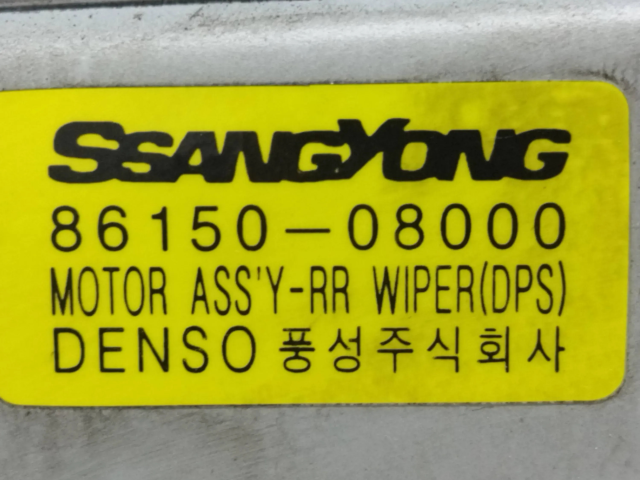 SSANGYONG
86150-08000
MOTOR ASS'Y-RR WIPER(DPS)
DENSO 풍성주식회사